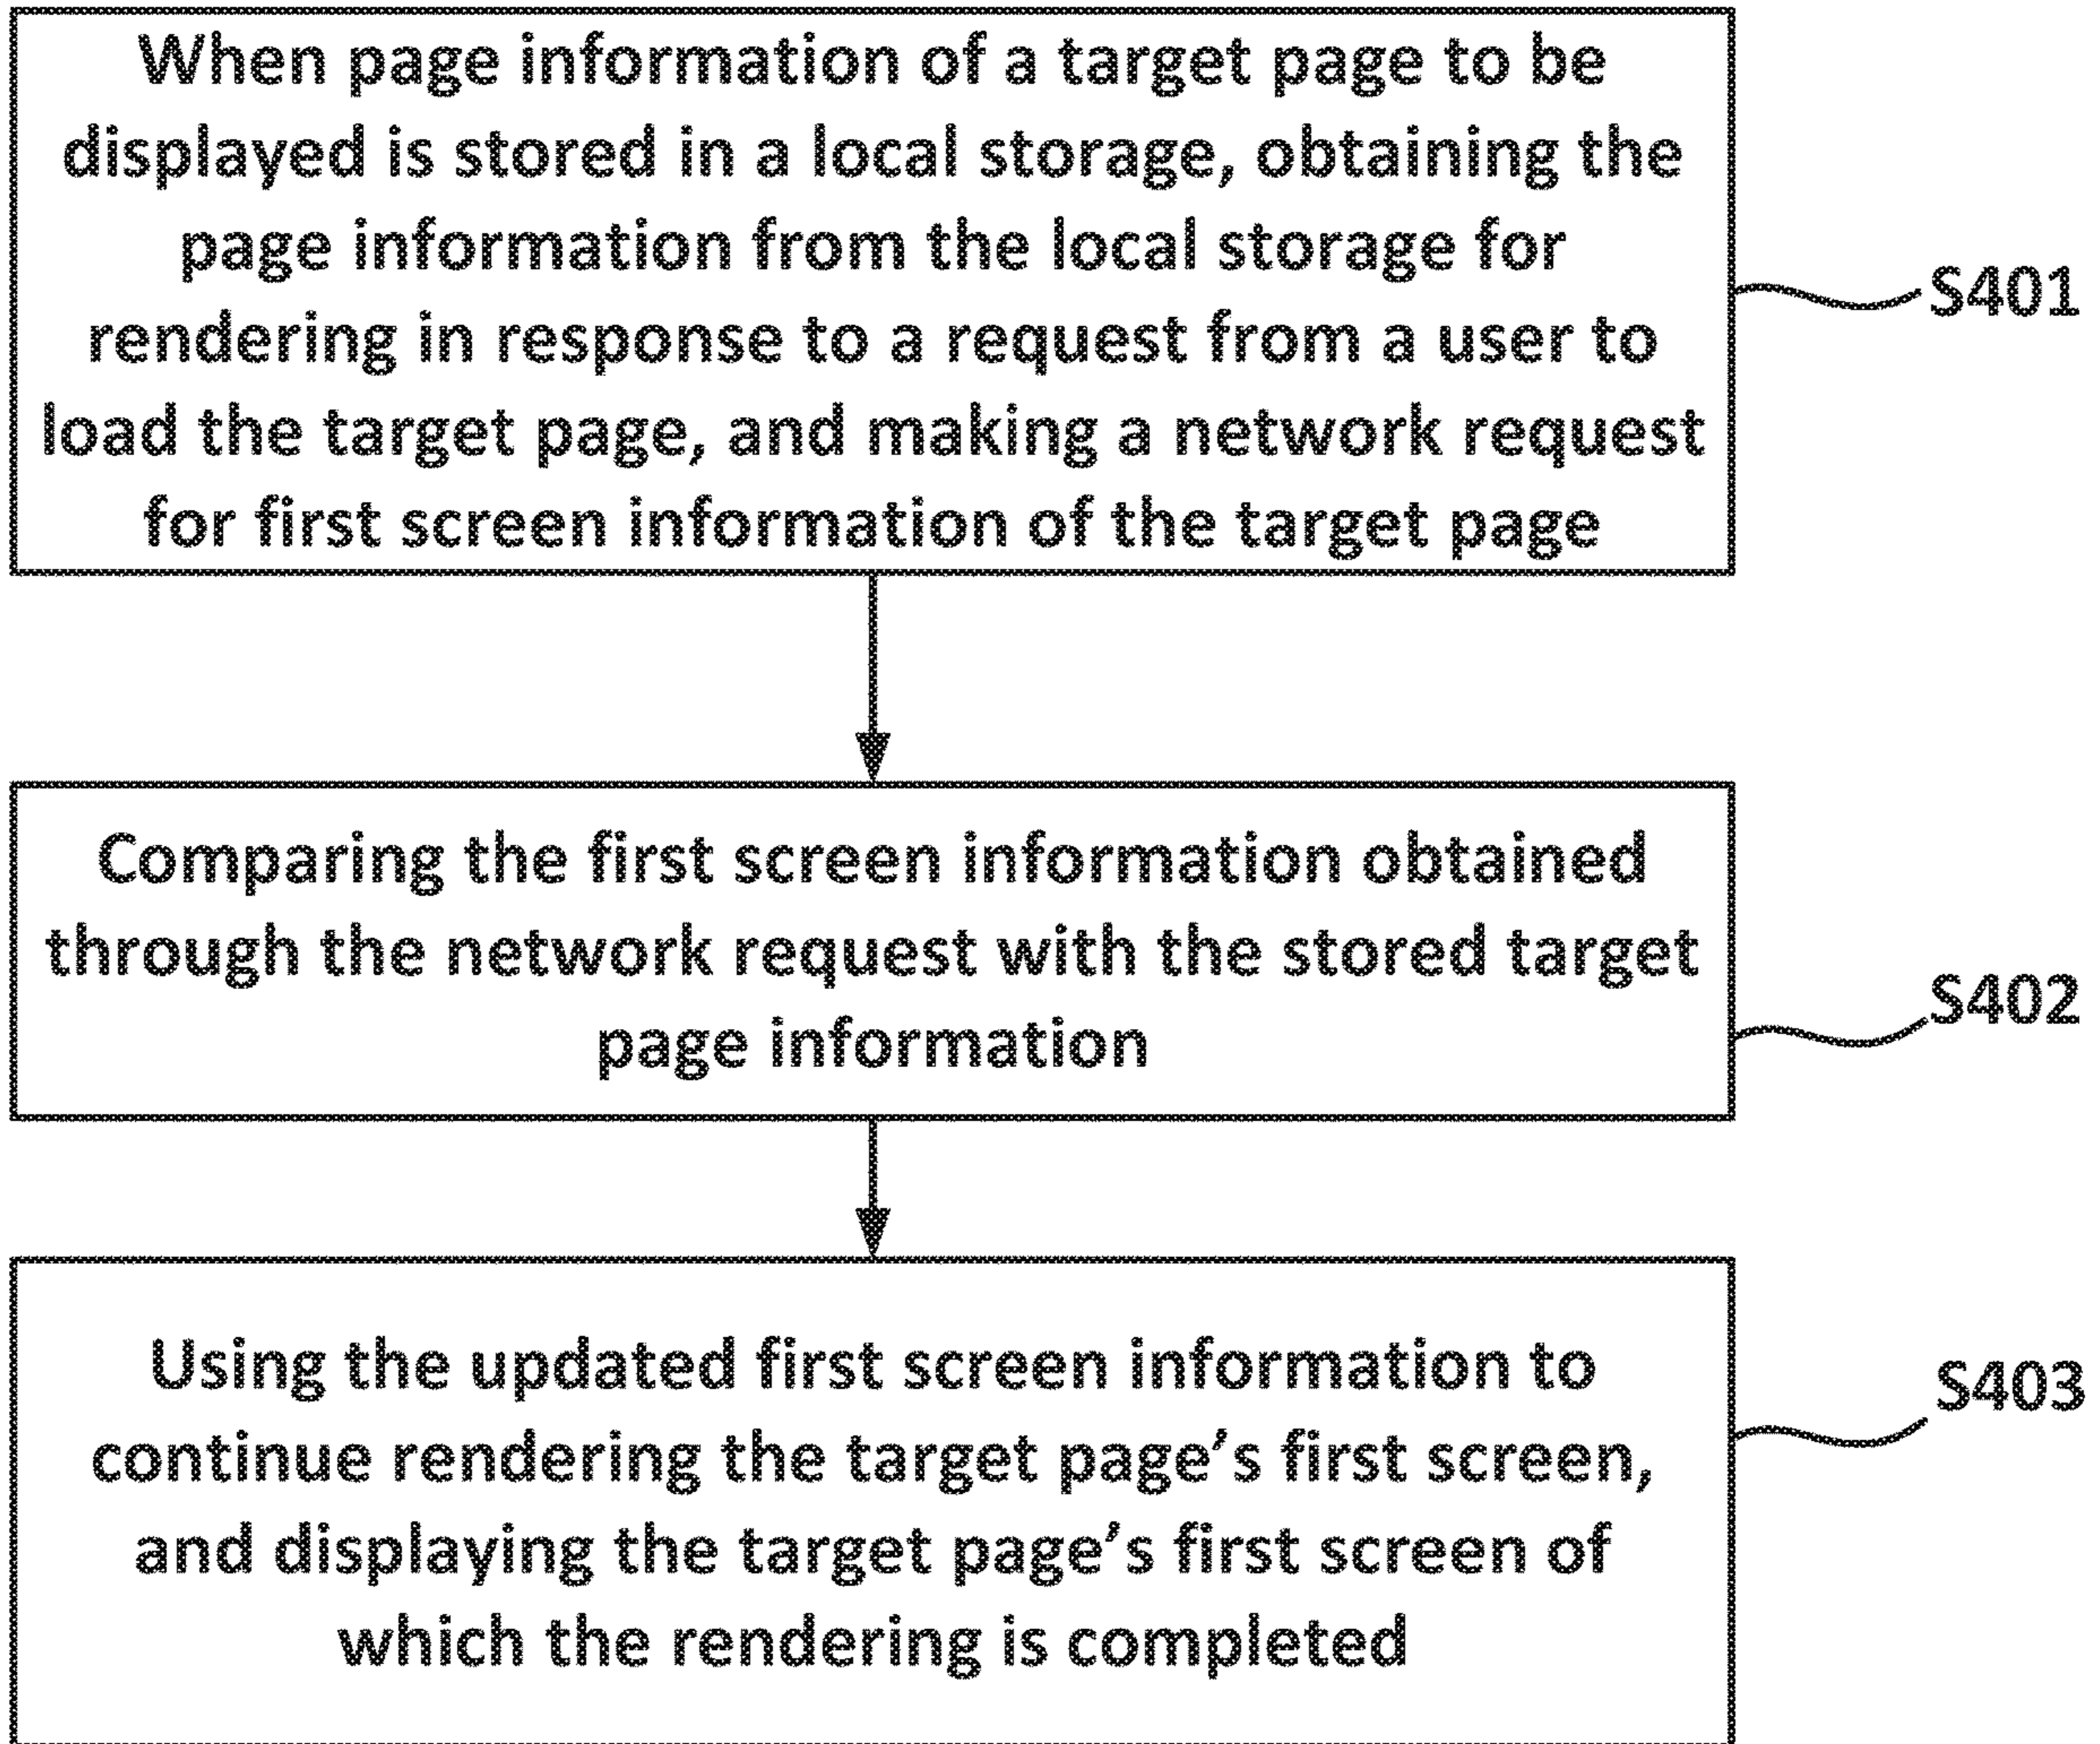 When page information of a target page to be
displayed is stored in a local storage, obtaining the
page information from the local storage for
rendering in response to a request from a user to
load the target page, and making a network request
for first screen information of the target page
S401
Comparing the first screen information obtained
through the network request with the stored target
page information
S402
Using the updated first screen information to
continue rendering the target page’s first screen,
and displaying the target page’s first screen of
which the rendering is completed
S403